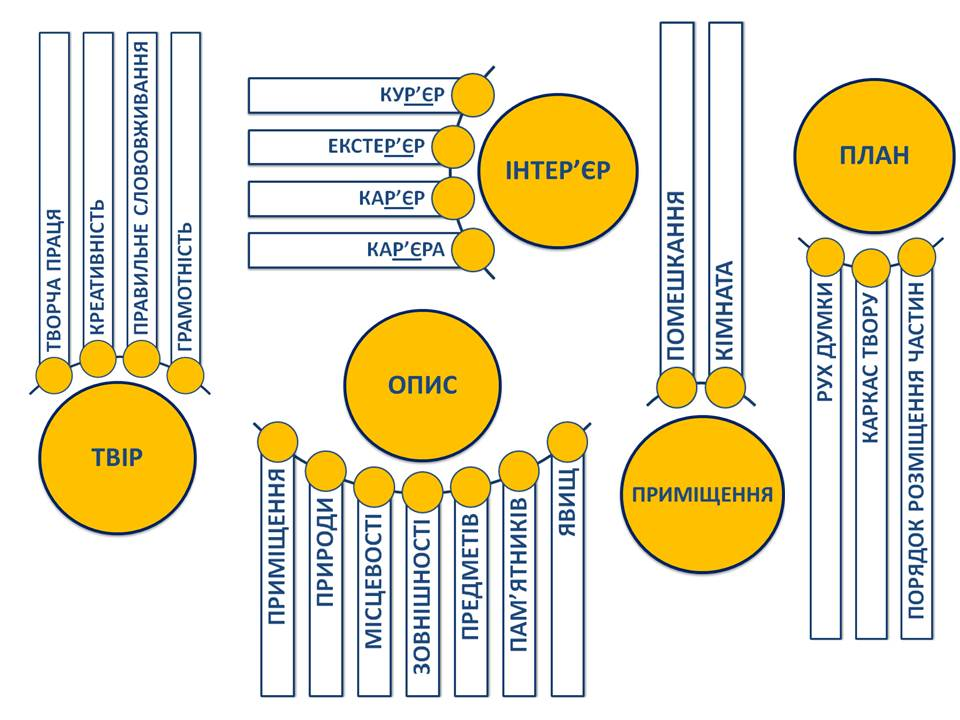 ТВОРЧА ПРАЦЯ
КРЕАТИВНІСТЬ
ПРАВИЛЬНЕ СЛОВОВЖИВАННЯ
ГРАМОТНІСТЬ
ТВІР
КУР’ЄР
ЕКСТЕР’ЄР
КАР’ЄР
КАР’ЄРА
ІНТЕР’ЄР
ОПИС
ПРИМІЩЕННЯ
ПРИРОДИ
МІСЦЕВОСТІ
ЗОВНІШНОСТІ
ПРЕДМЕТІВ
ПАМ’ЯТНИКІВ
ЯВИЩ
ПОМЕШКАННЯ
КІМНАТА
ПРИМІЩЕННЯ
ПЛАН
РУХ ДУМКИ
КАРКАС ТВОРУ
ПОРЯДОК РОЗМІЩЕННЯ ЧАСТИН